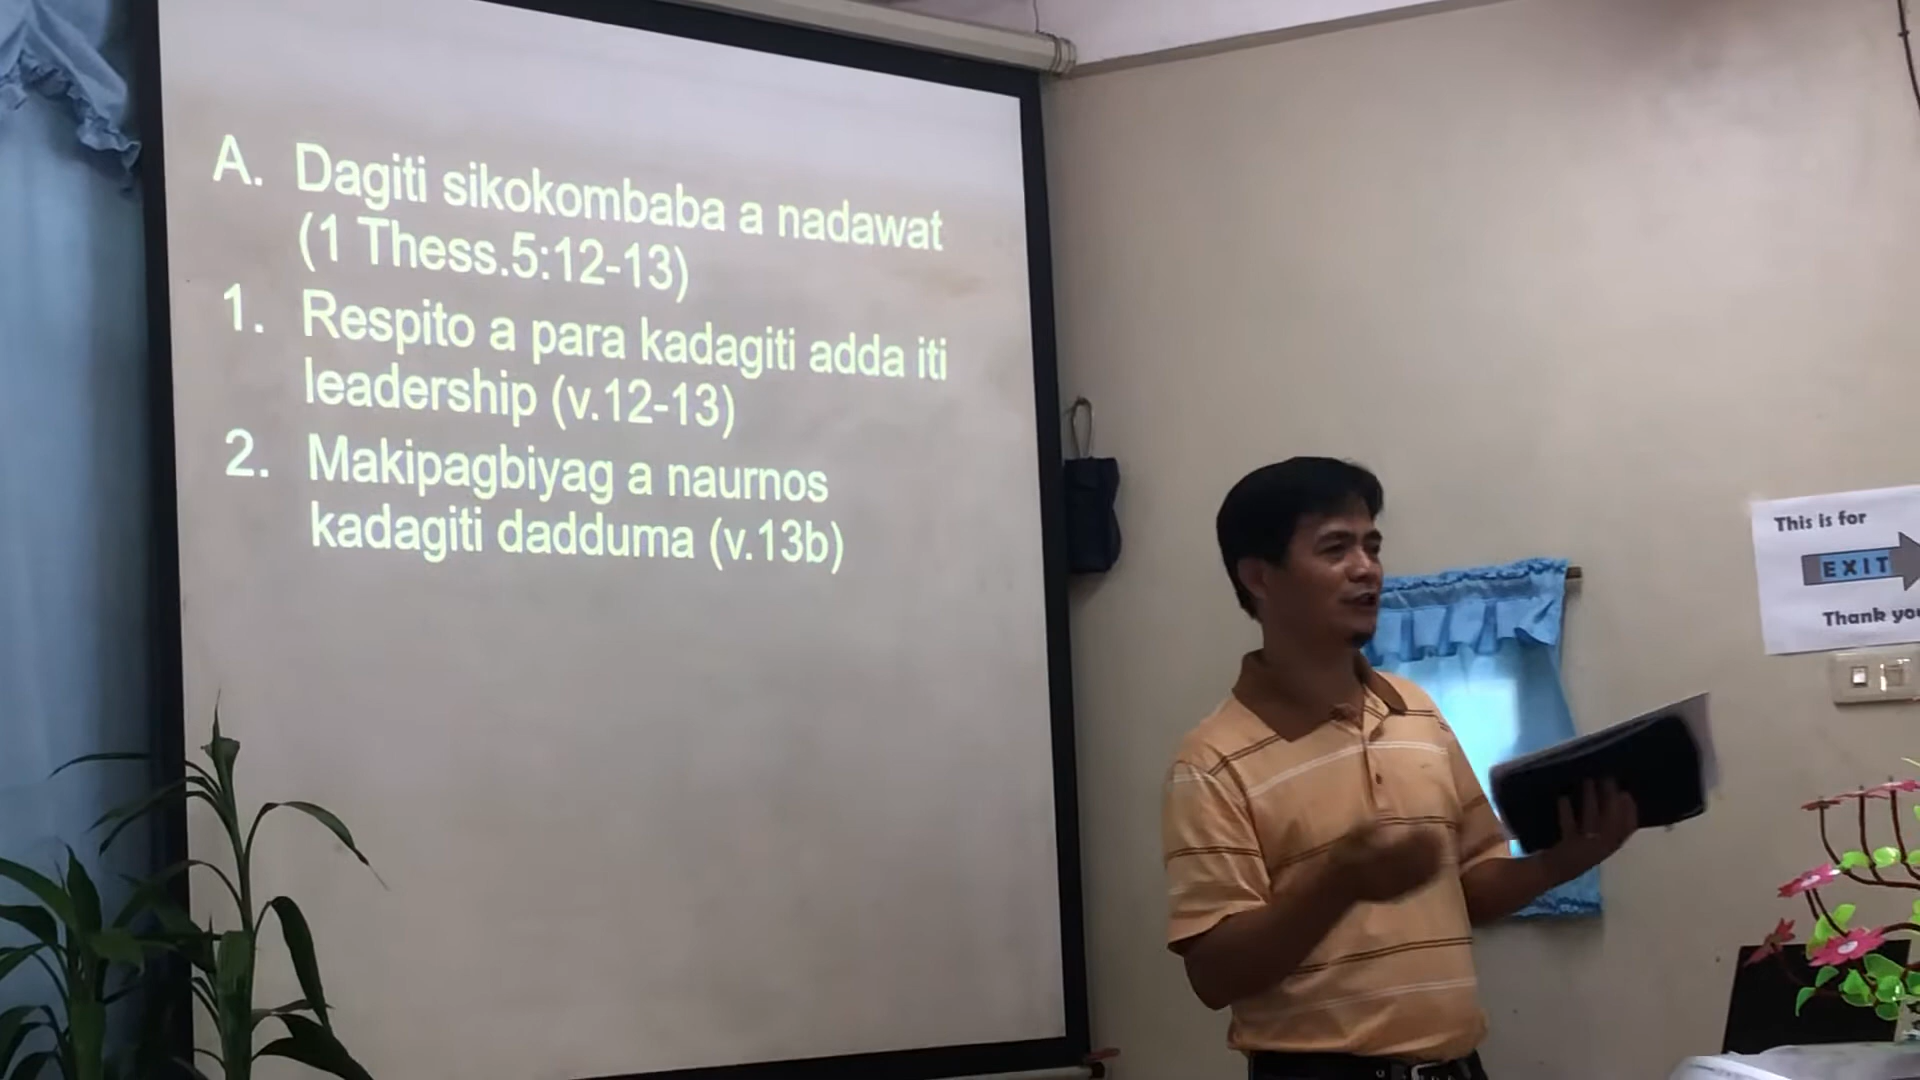 A. Dagiti sikokombaba a nadawat
(1 Thess.5:12-13)
1. Respito a para kadagiti adda iti
leadership (v.12-13)
2. Makipagbiyag a naurnos
kadagiti dadduma (v.13b)
This is for
EXIT
Thank